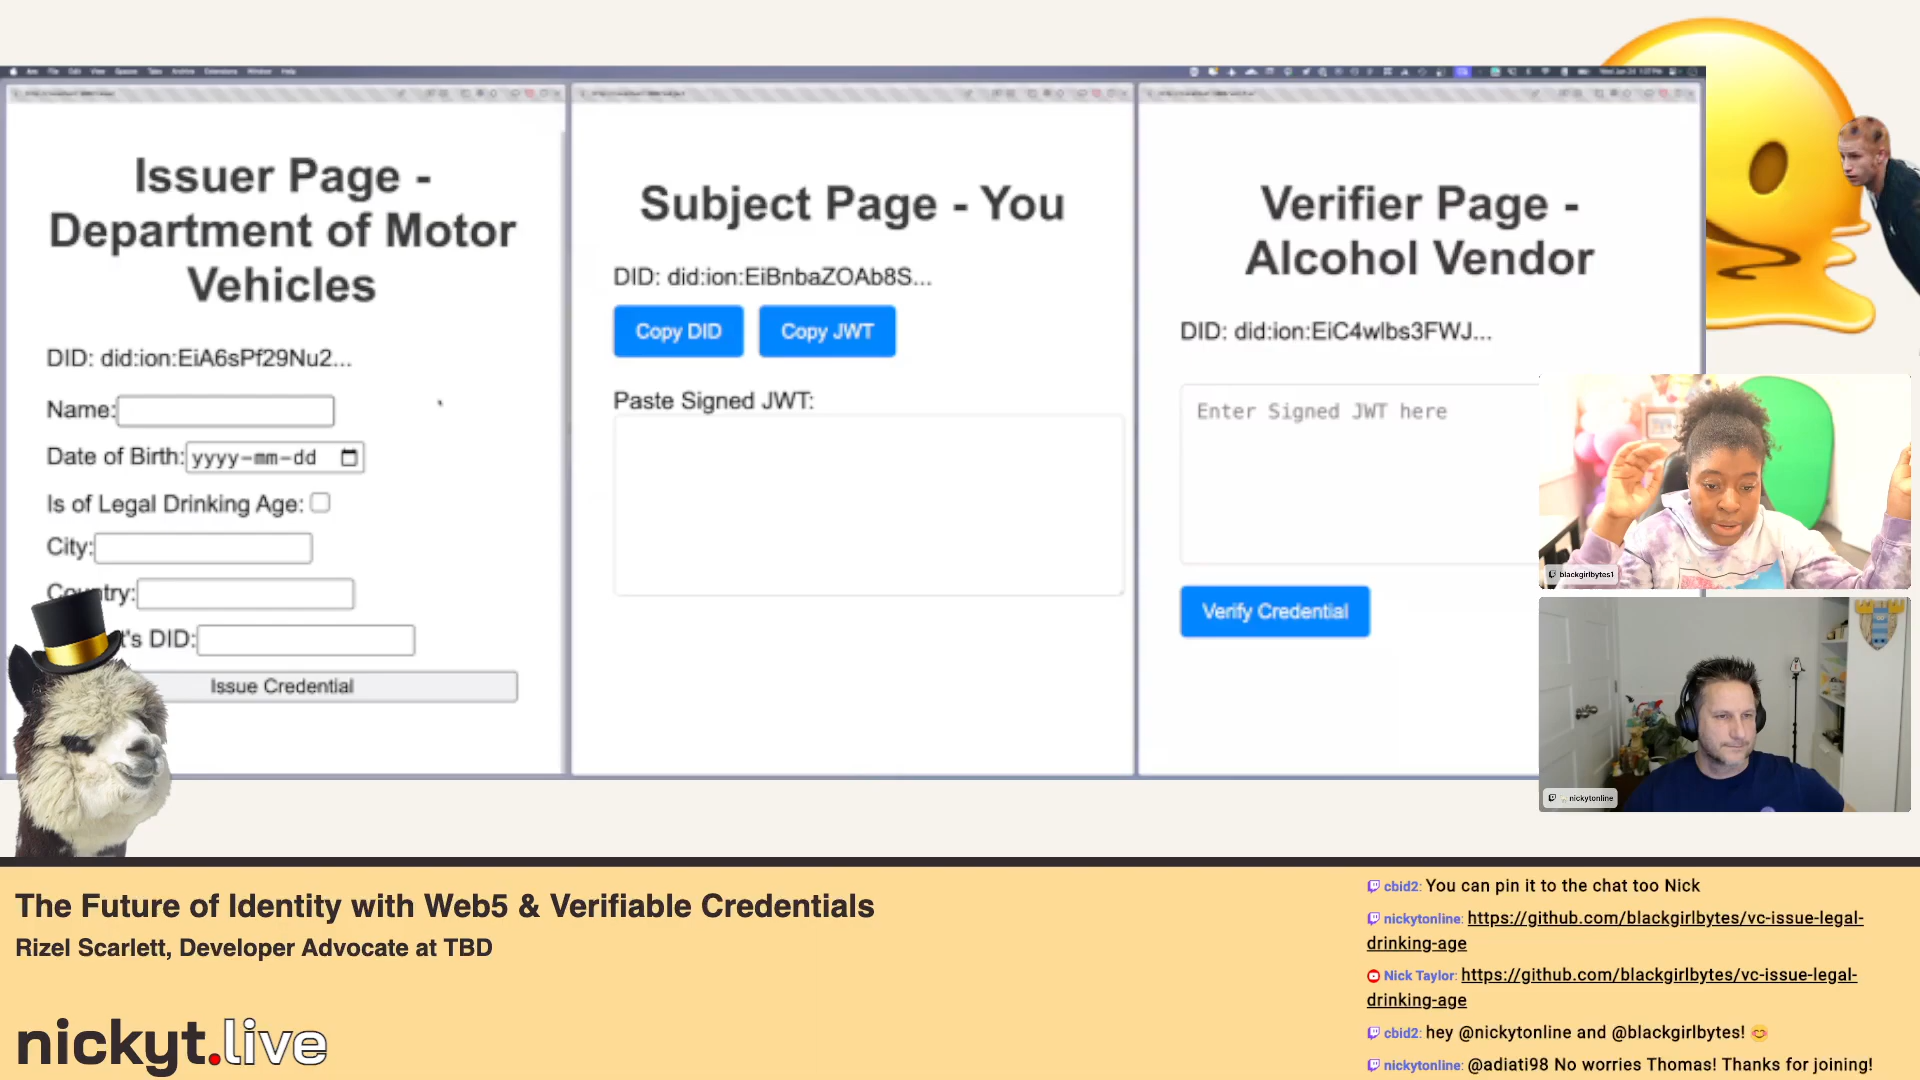 Issuer Page -
Department of Motor
Vehicles
DID: did:ion:EiA6sPf29Nu2...
Name:
Date of Birth: yyyy-mm-dd
Is of Legal Drinking Age:
City:
Country:
't's DID:
Issue Credential
Subject Page - You
DID: did:ion:EiBnbaZOAb8S...
Copy DID
Copy JWT
Paste Signed JWT:
Verifier Page -
Alcohol Vendor
DID: did:ion:EiC4wlbs3FWJ...
Enter Signed JWT here
Verify Credential
blackgirlbytes1
nickytonline
The Future of Identity with Web5 & Verifiable Credentials
Rizel Scarlett, Developer Advocate at TBD
nickyt.live
cbid2: You can pin it to the chat too Nick
nickytonline: https://github.com/blackgirlbytes/vc-issue-legal-
drinking-age
Nick Taylor: https://github.com/blackgirlbytes/vc-issue-legal-
drinking-age
cbid2: hey @nickytonline and @blackgirlbytes! 😊
nickytonline: @adiati98 No worries Thomas! Thanks for joining!